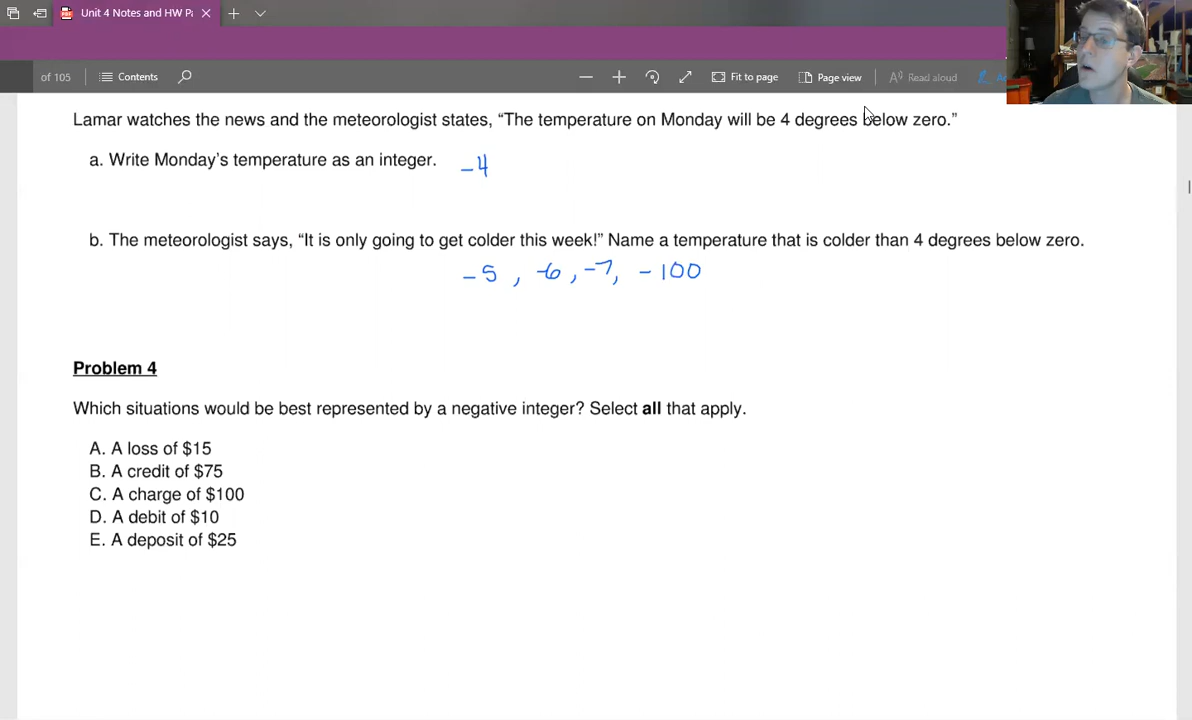 Unit 4 Notes and HW Pa
of 105
Contents
Fit to page
Page view
Read aloud
Lamar watches the news and the meteorologist states, “The temperature on Monday will be 4 degrees below zero.”
a. Write Monday’s temperature as an integer. -4
b. The meteorologist says, “It is only going to get colder this week!” Name a temperature that is colder than 4 degrees below zero.
-5 , -6 , -7, -100
Problem 4
Which situations would be best represented by a negative integer? Select all that apply.
A. A loss of $15
B. A credit of $75
C. A charge of $100
D. A debit of $10
E. A deposit of $25